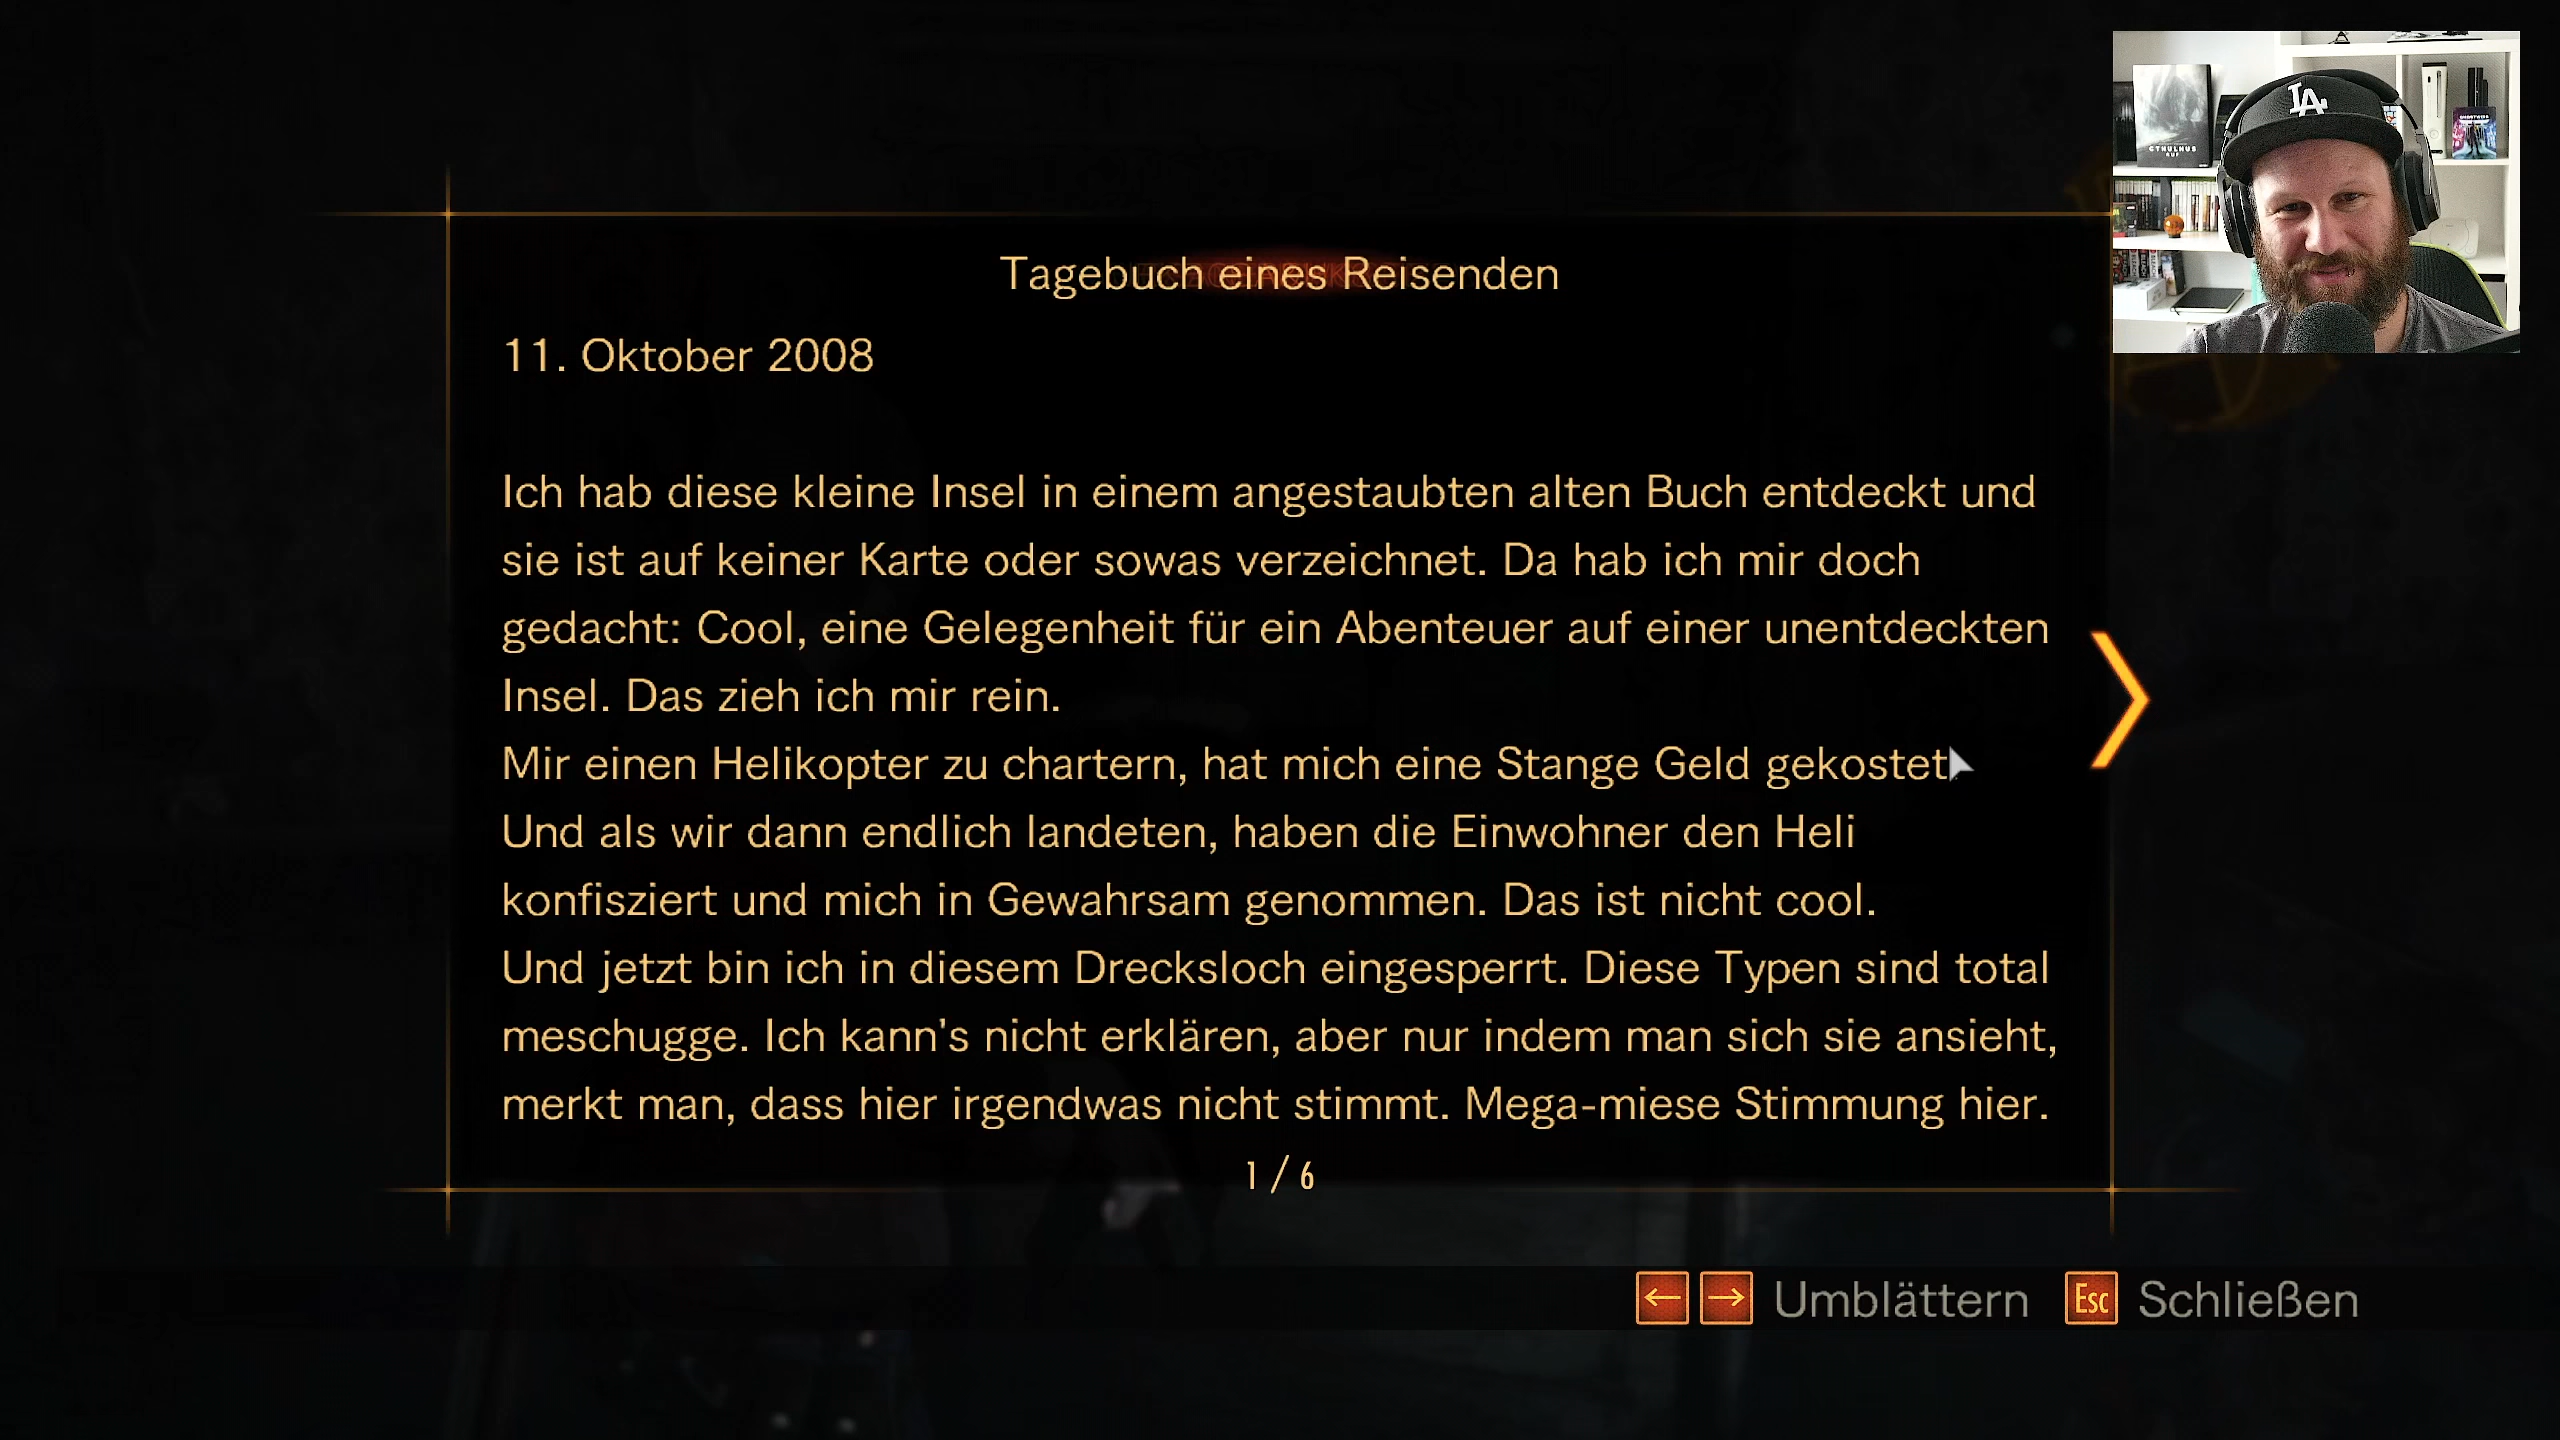 Tagebuch eines Reisenden
11. Oktober 2008
Ich hab diese kleine Insel in einem angestaubten alten Buch entdeckt und
sie ist auf keiner Karte oder sowas verzeichnet. Da hab ich mir doch
gedacht: Cool, eine Gelegenheit für ein Abenteuer auf einer unentdeckten
Insel. Das zieh ich mir rein.
Mir einen Helikopter zu chartern, hat mich eine Stange Geld gekostet
Und als wir dann endlich landeten, haben die Einwohner den Heli
konfisziert und mich in Gewahrsam genommen. Das ist nicht cool.
Und jetzt bin ich in diesem Drecksloch eingesperrt. Diese Typen sind total
meschugge. Ich kann's nicht erklären, aber nur indem man sich sie ansieht,
merkt man, dass hier irgendwas nicht stimmt. Mega-miese Stimmung hier.
1 / 6
← → Umblättern Esc Schließen
LA
CTHULHUS
RUF